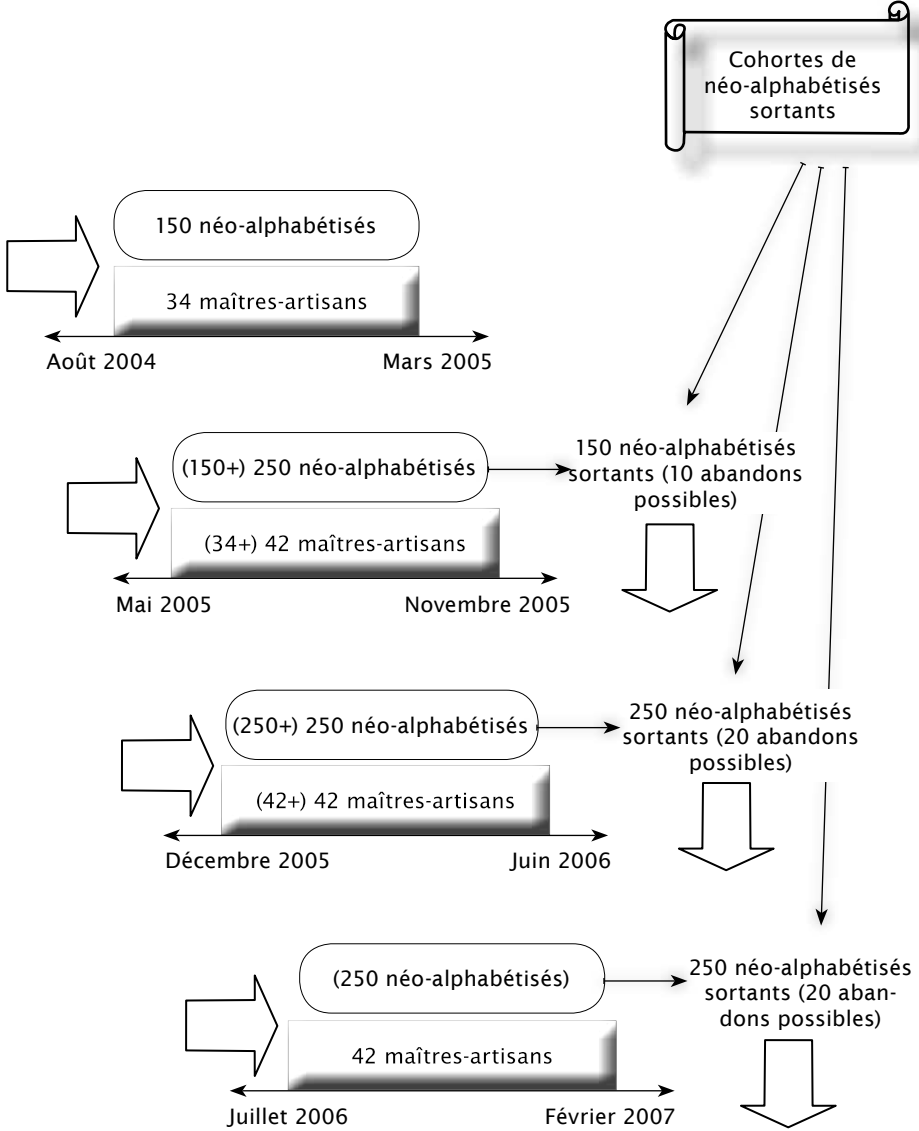 Cohortes de
néo-alphabétisés
sortants
150 néo-alphabétisés
34 maîtres-artisans
Août 2004
Mars 2005
(150+) 250 néo-alphabétisés
150 néo-alphabétisés
sortants (10 abandons
possibles)
(34+) 42 maîtres-artisans
Mai 2005
Novembre 2005
(250+) 250 néo-alphabétisés
250 néo-alphabétisés
sortants (20 abandons
possibles)
(42+) 42 maîtres-artisans
Décembre 2005
Juin 2006
(250 néo-alphabétisés)
250 néo-alphabétisés
sortants (20 aban-
dons possibles)
42 maîtres-artisans
Juillet 2006
Février 2007